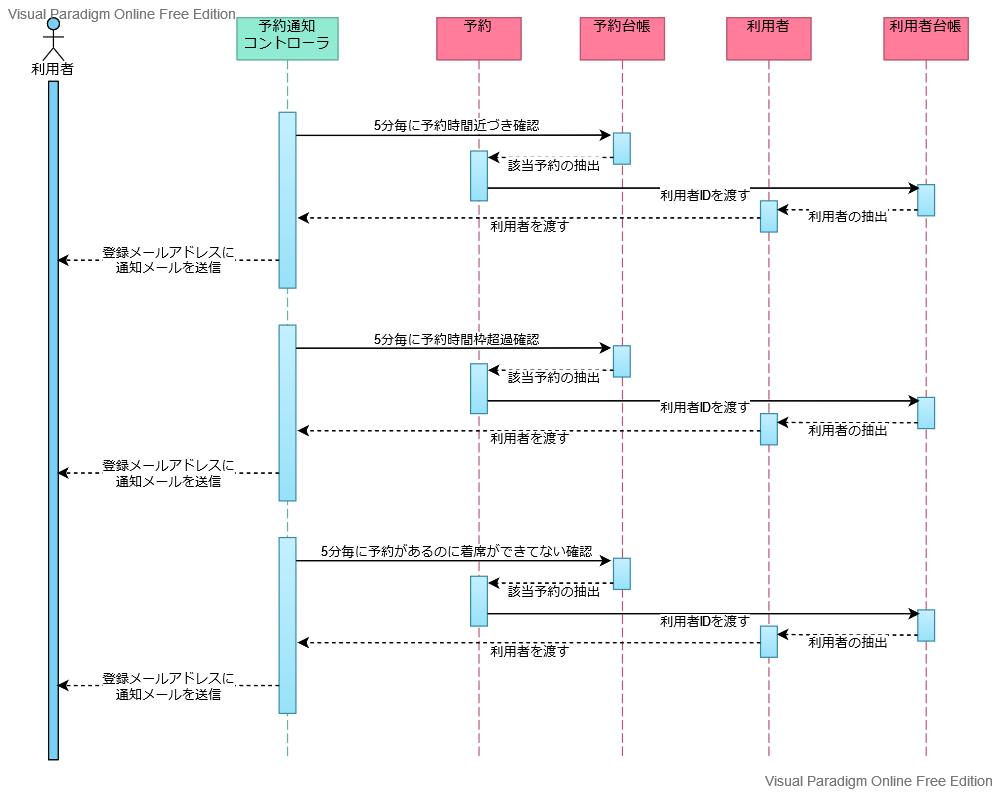 Visual Paradigm Online Free Edition
利用者
予約通知
コントローラ
予約
予約台帳
利用者
利用者台帳
5分毎に予約時間近づき確認
該当予約の抽出
利用者IDを渡す
利用者の抽出
利用者を渡す
登録メールアドレスに
通知メールを送信
5分毎に予約時間枠超過確認
該当予約の抽出
利用者IDを渡す
利用者の抽出
利用者を渡す
登録メールアドレスに
通知メールを送信
5分毎に予約があるのに着席ができてない確認
該当予約の抽出
利用者IDを渡す
利用者の抽出
利用者を渡す
登録メールアドレスに
通知メールを送信
Visual Paradigm Online Free Edition